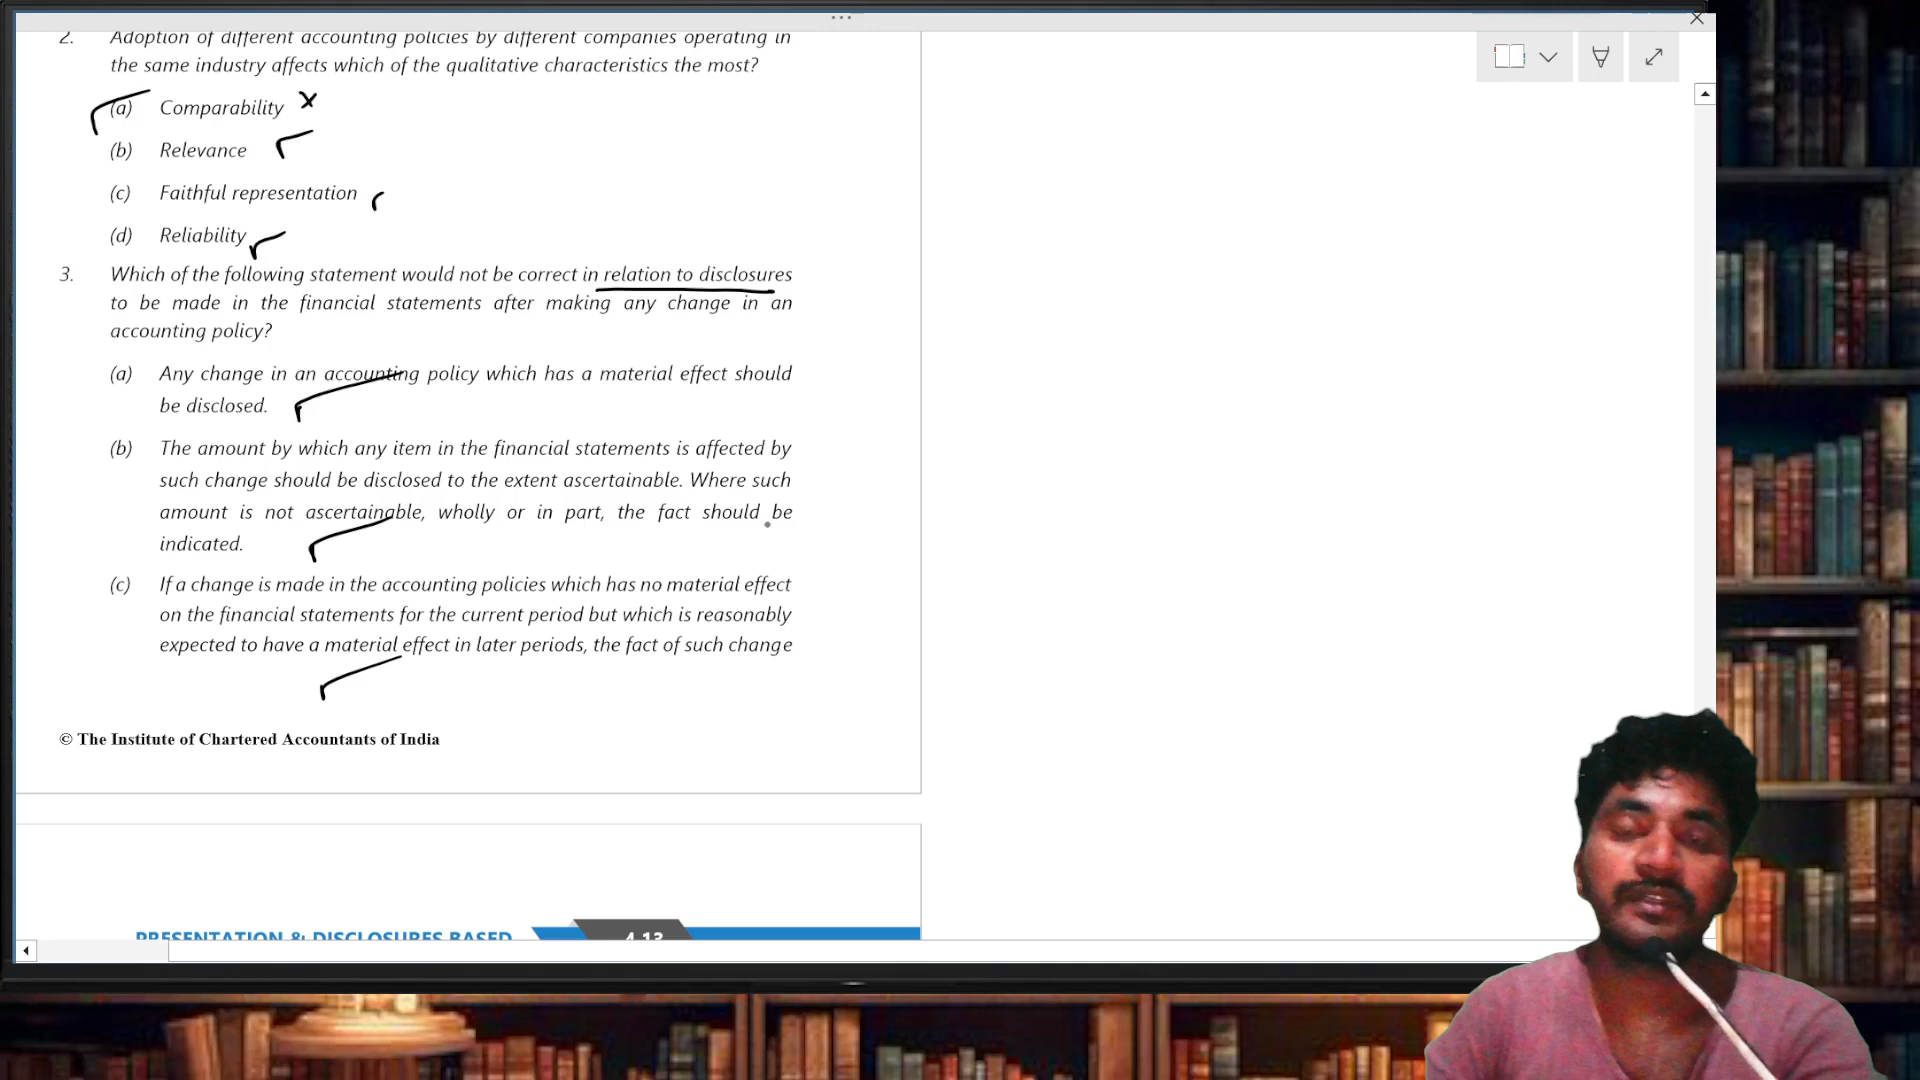 2. Adoption of different accounting policies by different companies operating in
the same industry affects which of the qualitative characteristics the most?
(a) Comparability
(b) Relevance
(c) Faithful representation
(d) Reliability
3. Which of the following statement would not be correct in relation to disclosures
to be made in the financial statements after making any change in an
accounting policy?
(a) Any change in an accounting policy which has a material effect should
be disclosed.
(b) The amount by which any item in the financial statements is affected by
such change should be disclosed to the extent ascertainable. Where such
amount is not ascertainable, wholly or in part, the fact should be
indicated.
(c) If a change is made in the accounting policies which has no material effect
on the financial statements for the current period but which is reasonably
expected to have a material effect in later periods, the fact of such change
© The Institute of Chartered Accountants of India
PRESENTATION & DISCLOSURES BASED 4.13